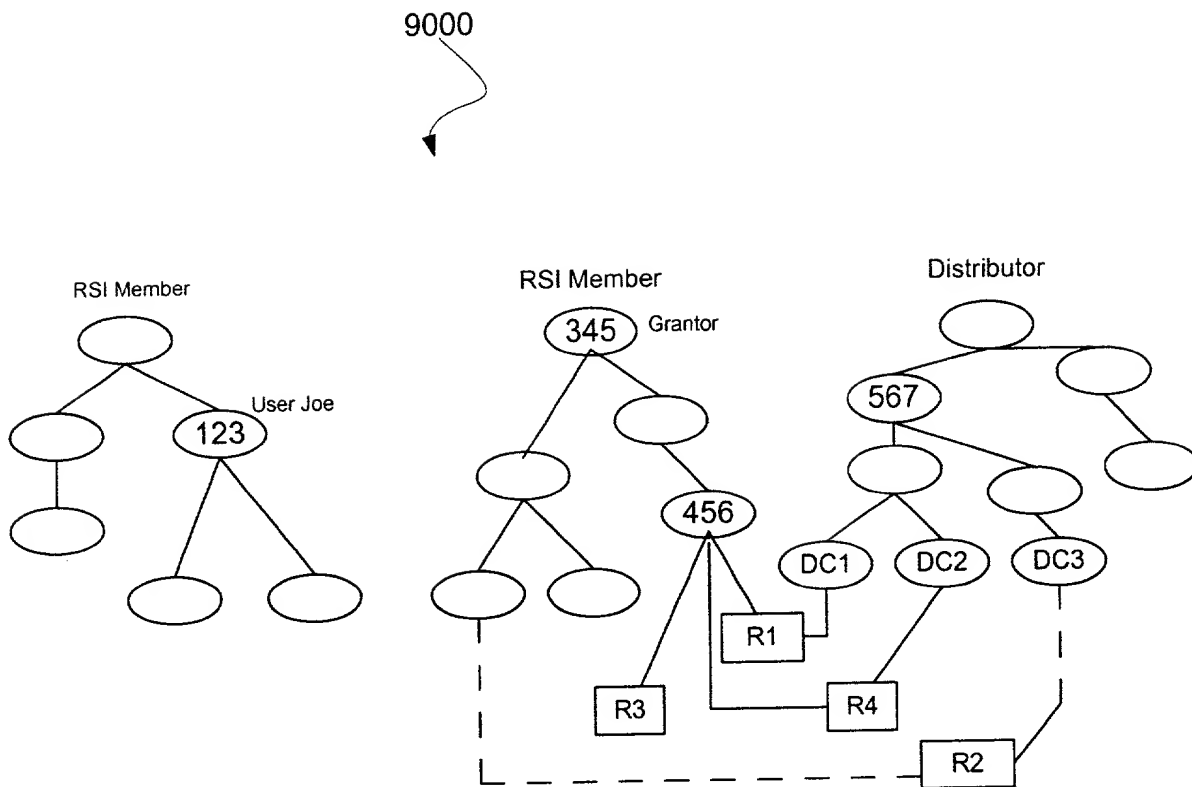 9000
RSI Member
RSI Member
Distributor
345
Grantor
User Joe
123
567
456
DC1
DC2
DC3
R1
R3
R4
R2